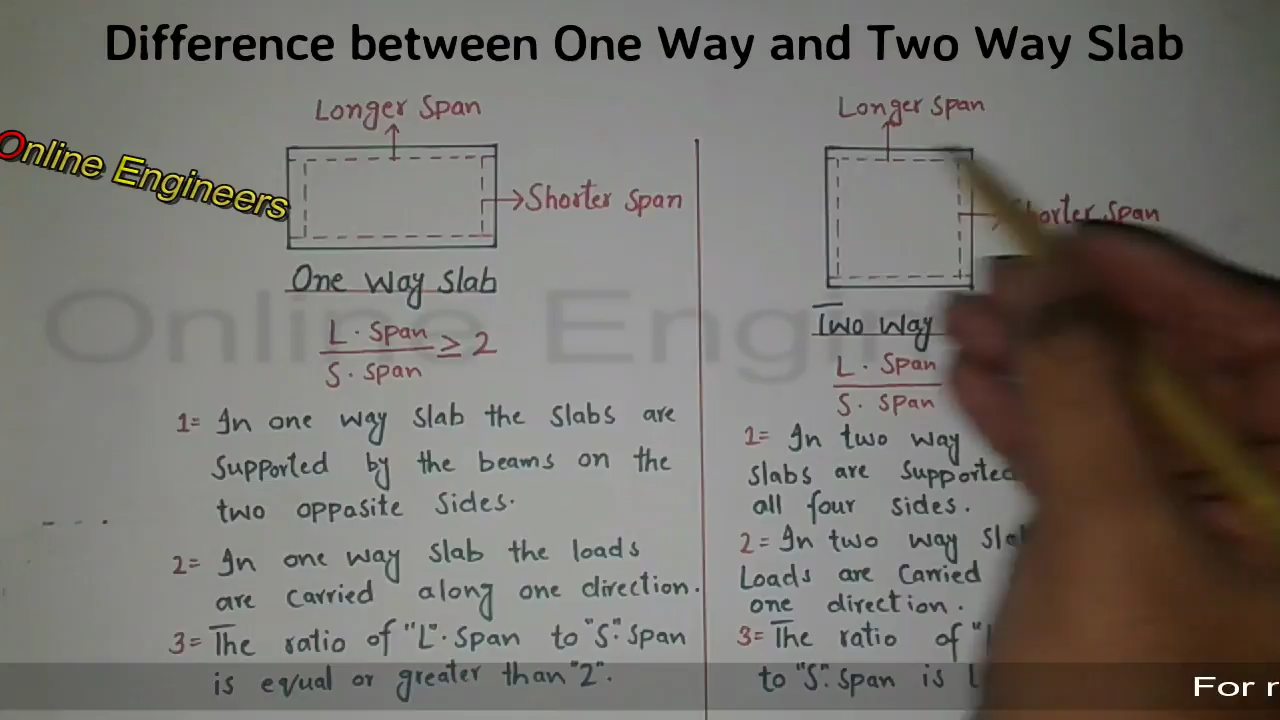 Difference between One Way and Two Way Slab
Online Engineers
Longer Span
Shorter Span
One Way Slab
L. Span
S. Span
≥ 2
1= In one way slab the slabs are
supported by the beams on the
two opposite sides.
2= In one way slab the loads
are carried along one direction.
3= The ratio of "L". Span to "S". Span
is equal or greater than "2".
Longer Span
Shorter Span
Two Way
L. Span
S. Span
1= In two way
slabs are supported
all four sides.
2= In two way
Loads are carried
one direction.
3= The ratio of
to "S". Span is
Online
For